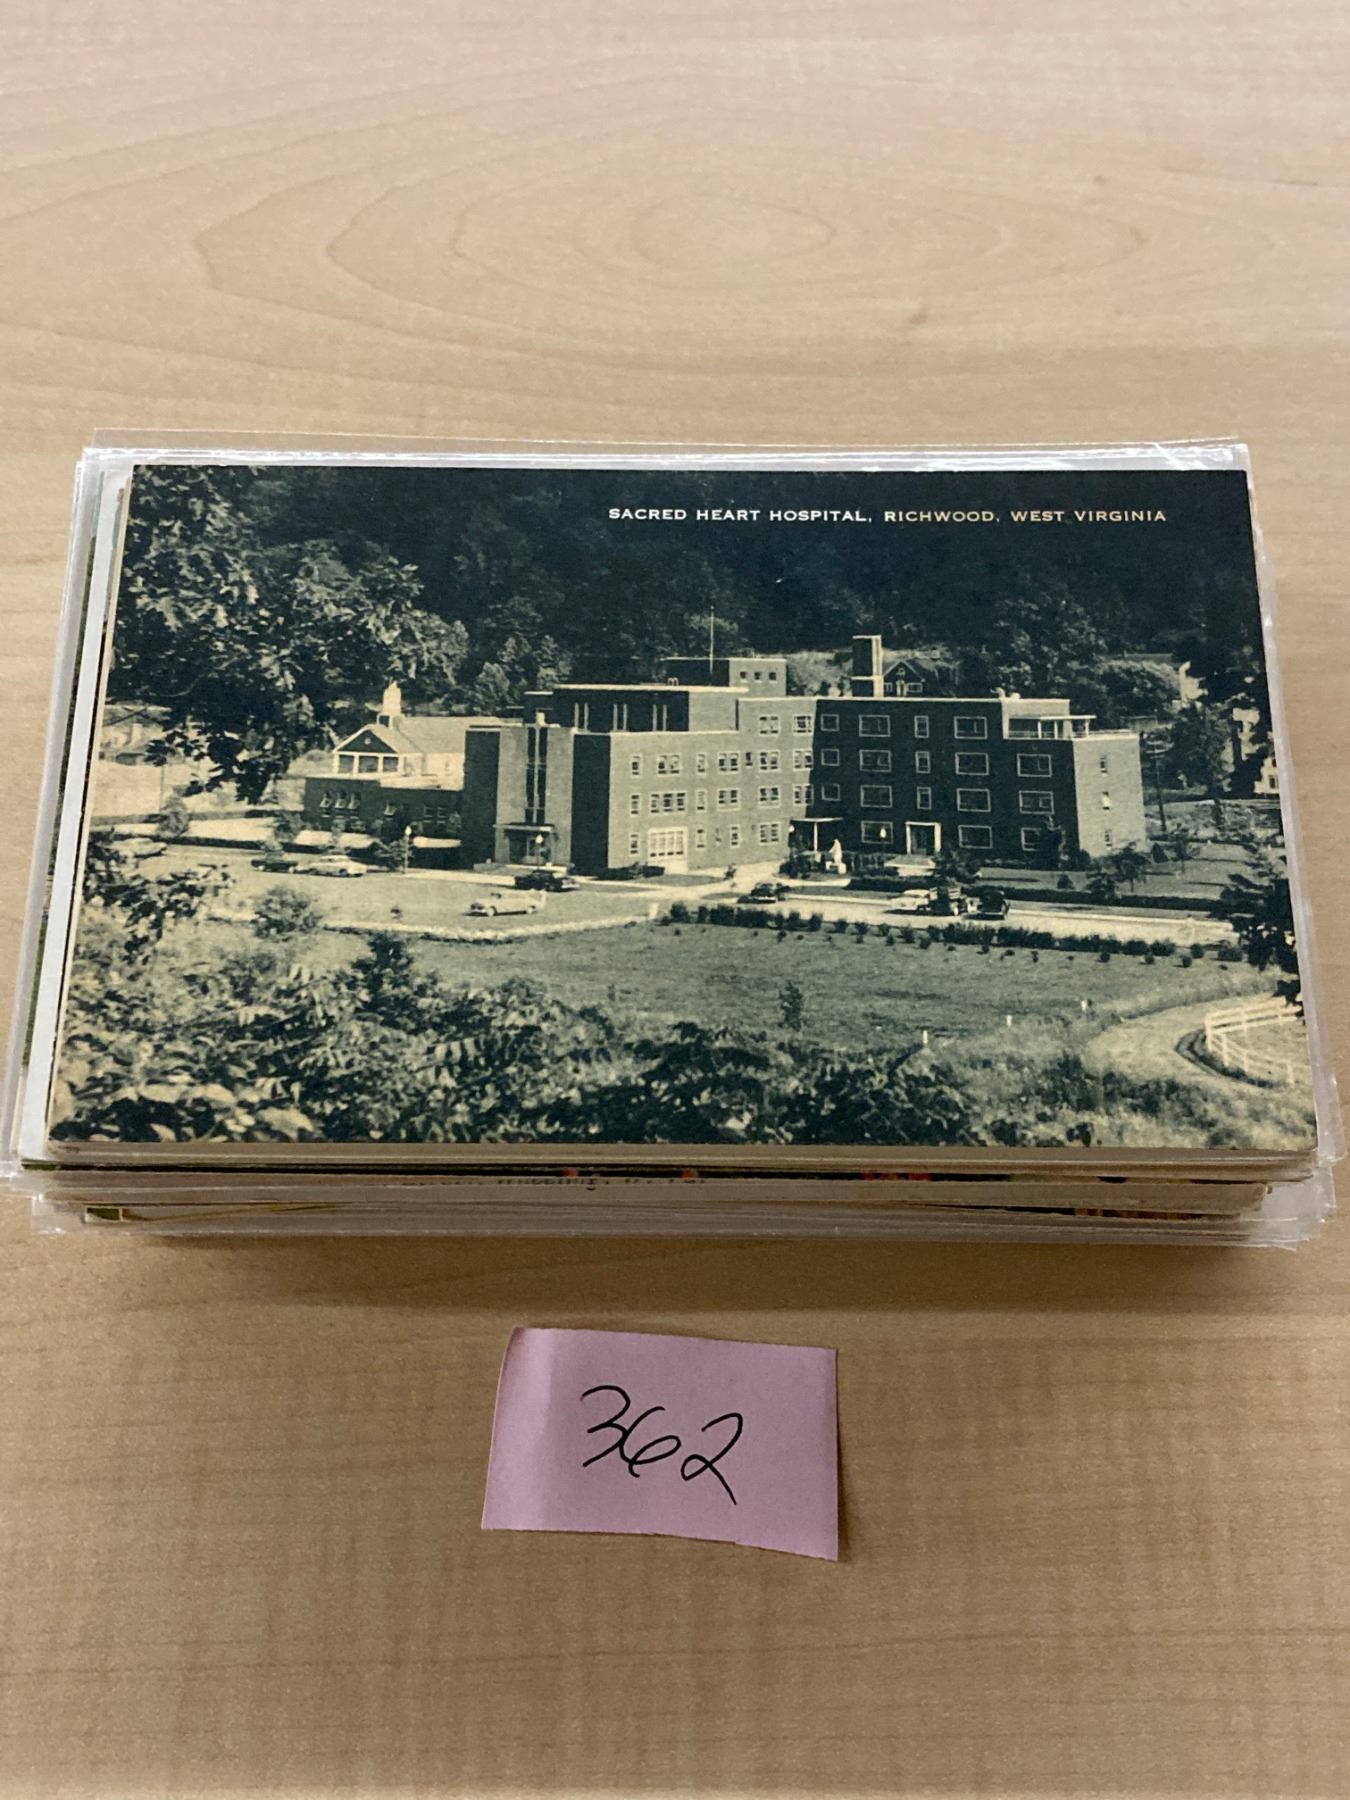 SACRED HEART HOSPITAL, RICHWOOD, WEST VIRGINIA
362